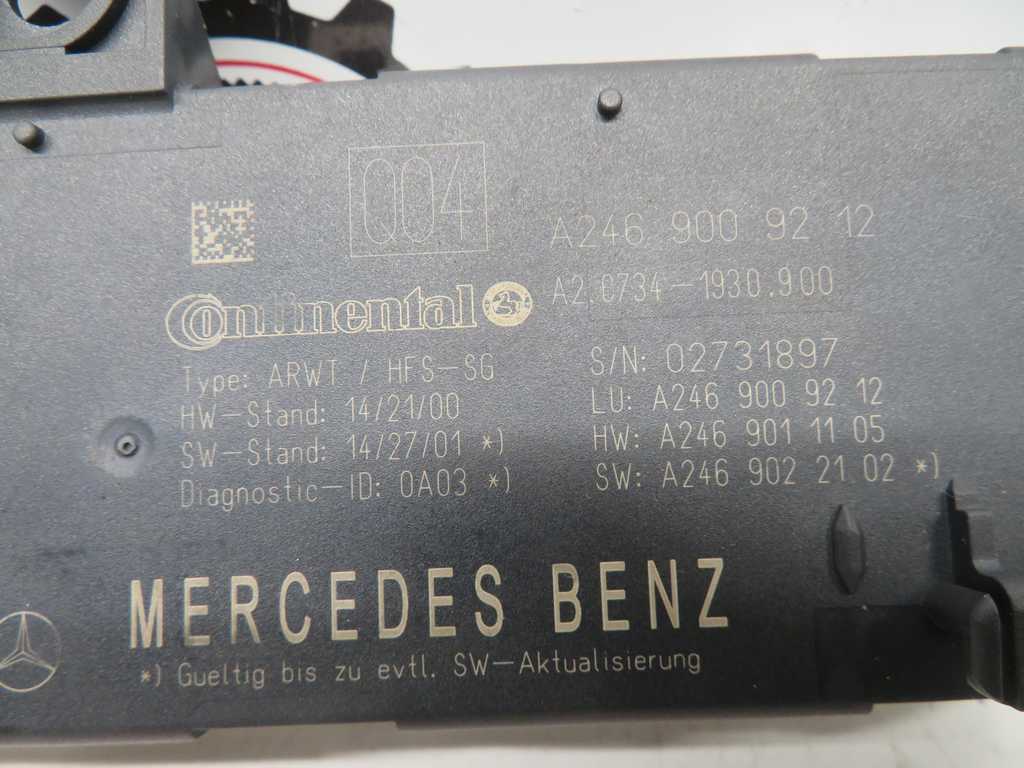 Q04
A246 900 92 12
Continental
A2 0734-1930.900
Type: ARWT / HFS-SG
HW-Stand: 14/21/00
SW-Stand: 14/27/01 *)
Diagnostic-ID: 0A03 *)
S/N: 02731897
LU: A246 900 92 12
HW: A246 901 11 05
SW: A246 902 21 02 *)
MERCEDES BENZ
*) Gueltig bis zu evtl. SW-Aktualisierung